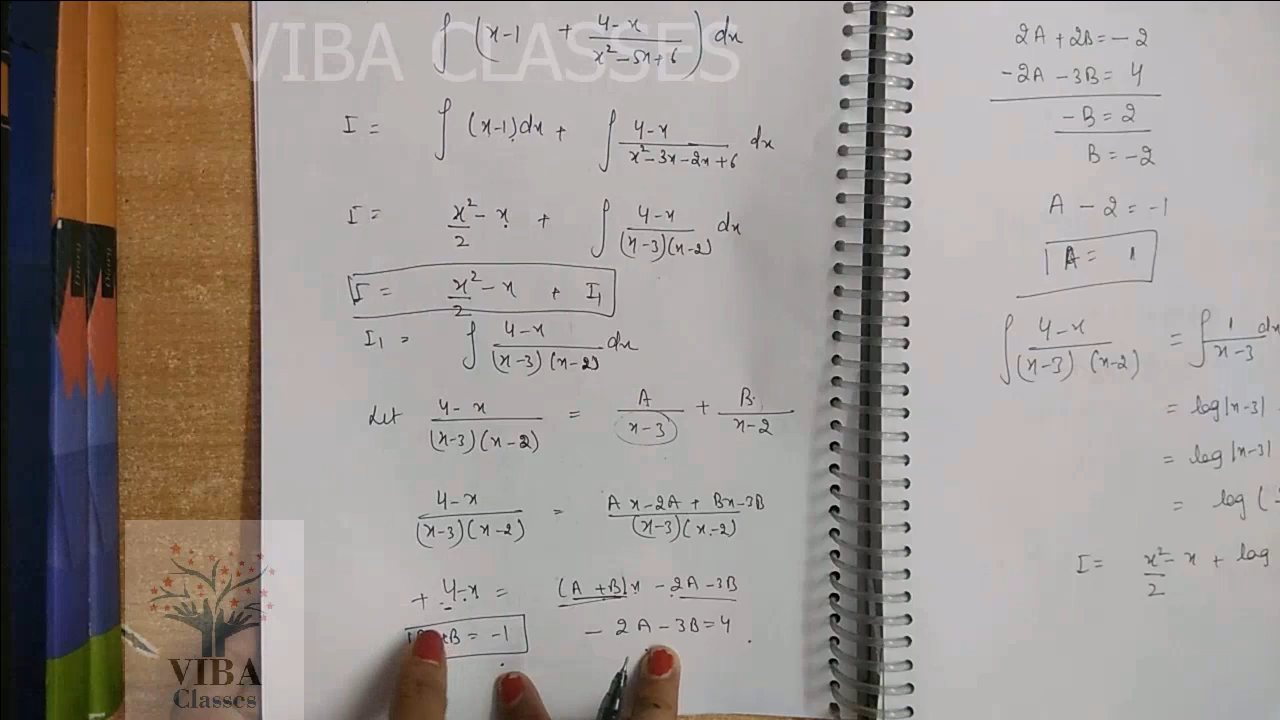 VIBA CLASSES
∫ (x-1 + 4-x / x²-5x+6) dx
I = ∫ (x-1)dx + ∫ 4-x / x²-3x-2x+6 dx
I = x²/2 - x + ∫ 4-x / (x-3)(x-2) dx
I = x²/2 - x + I₁
I₁ = ∫ 4-x / (x-3)(x-2) dx
Let 4-x / (x-3)(x-2) = A / x-3 + B / x-2
4-x / (x-3)(x-2) = Ax-2A+Bx-3B / (x-3)(x-2)
+ 4-x = (A+B)x - 2A-3B
+B = -1
- 2A-3B=4
2A+2B=-2
-2A-3B=4
-B=2
B=-2
A-2=-1
A=1
∫ 4-x / (x-3)(x-2) = ∫ 1 / x-3 dx
= log|x-3|
= log|x-3|
= log(
I = x²/2 - x + log
VIBA
Classes